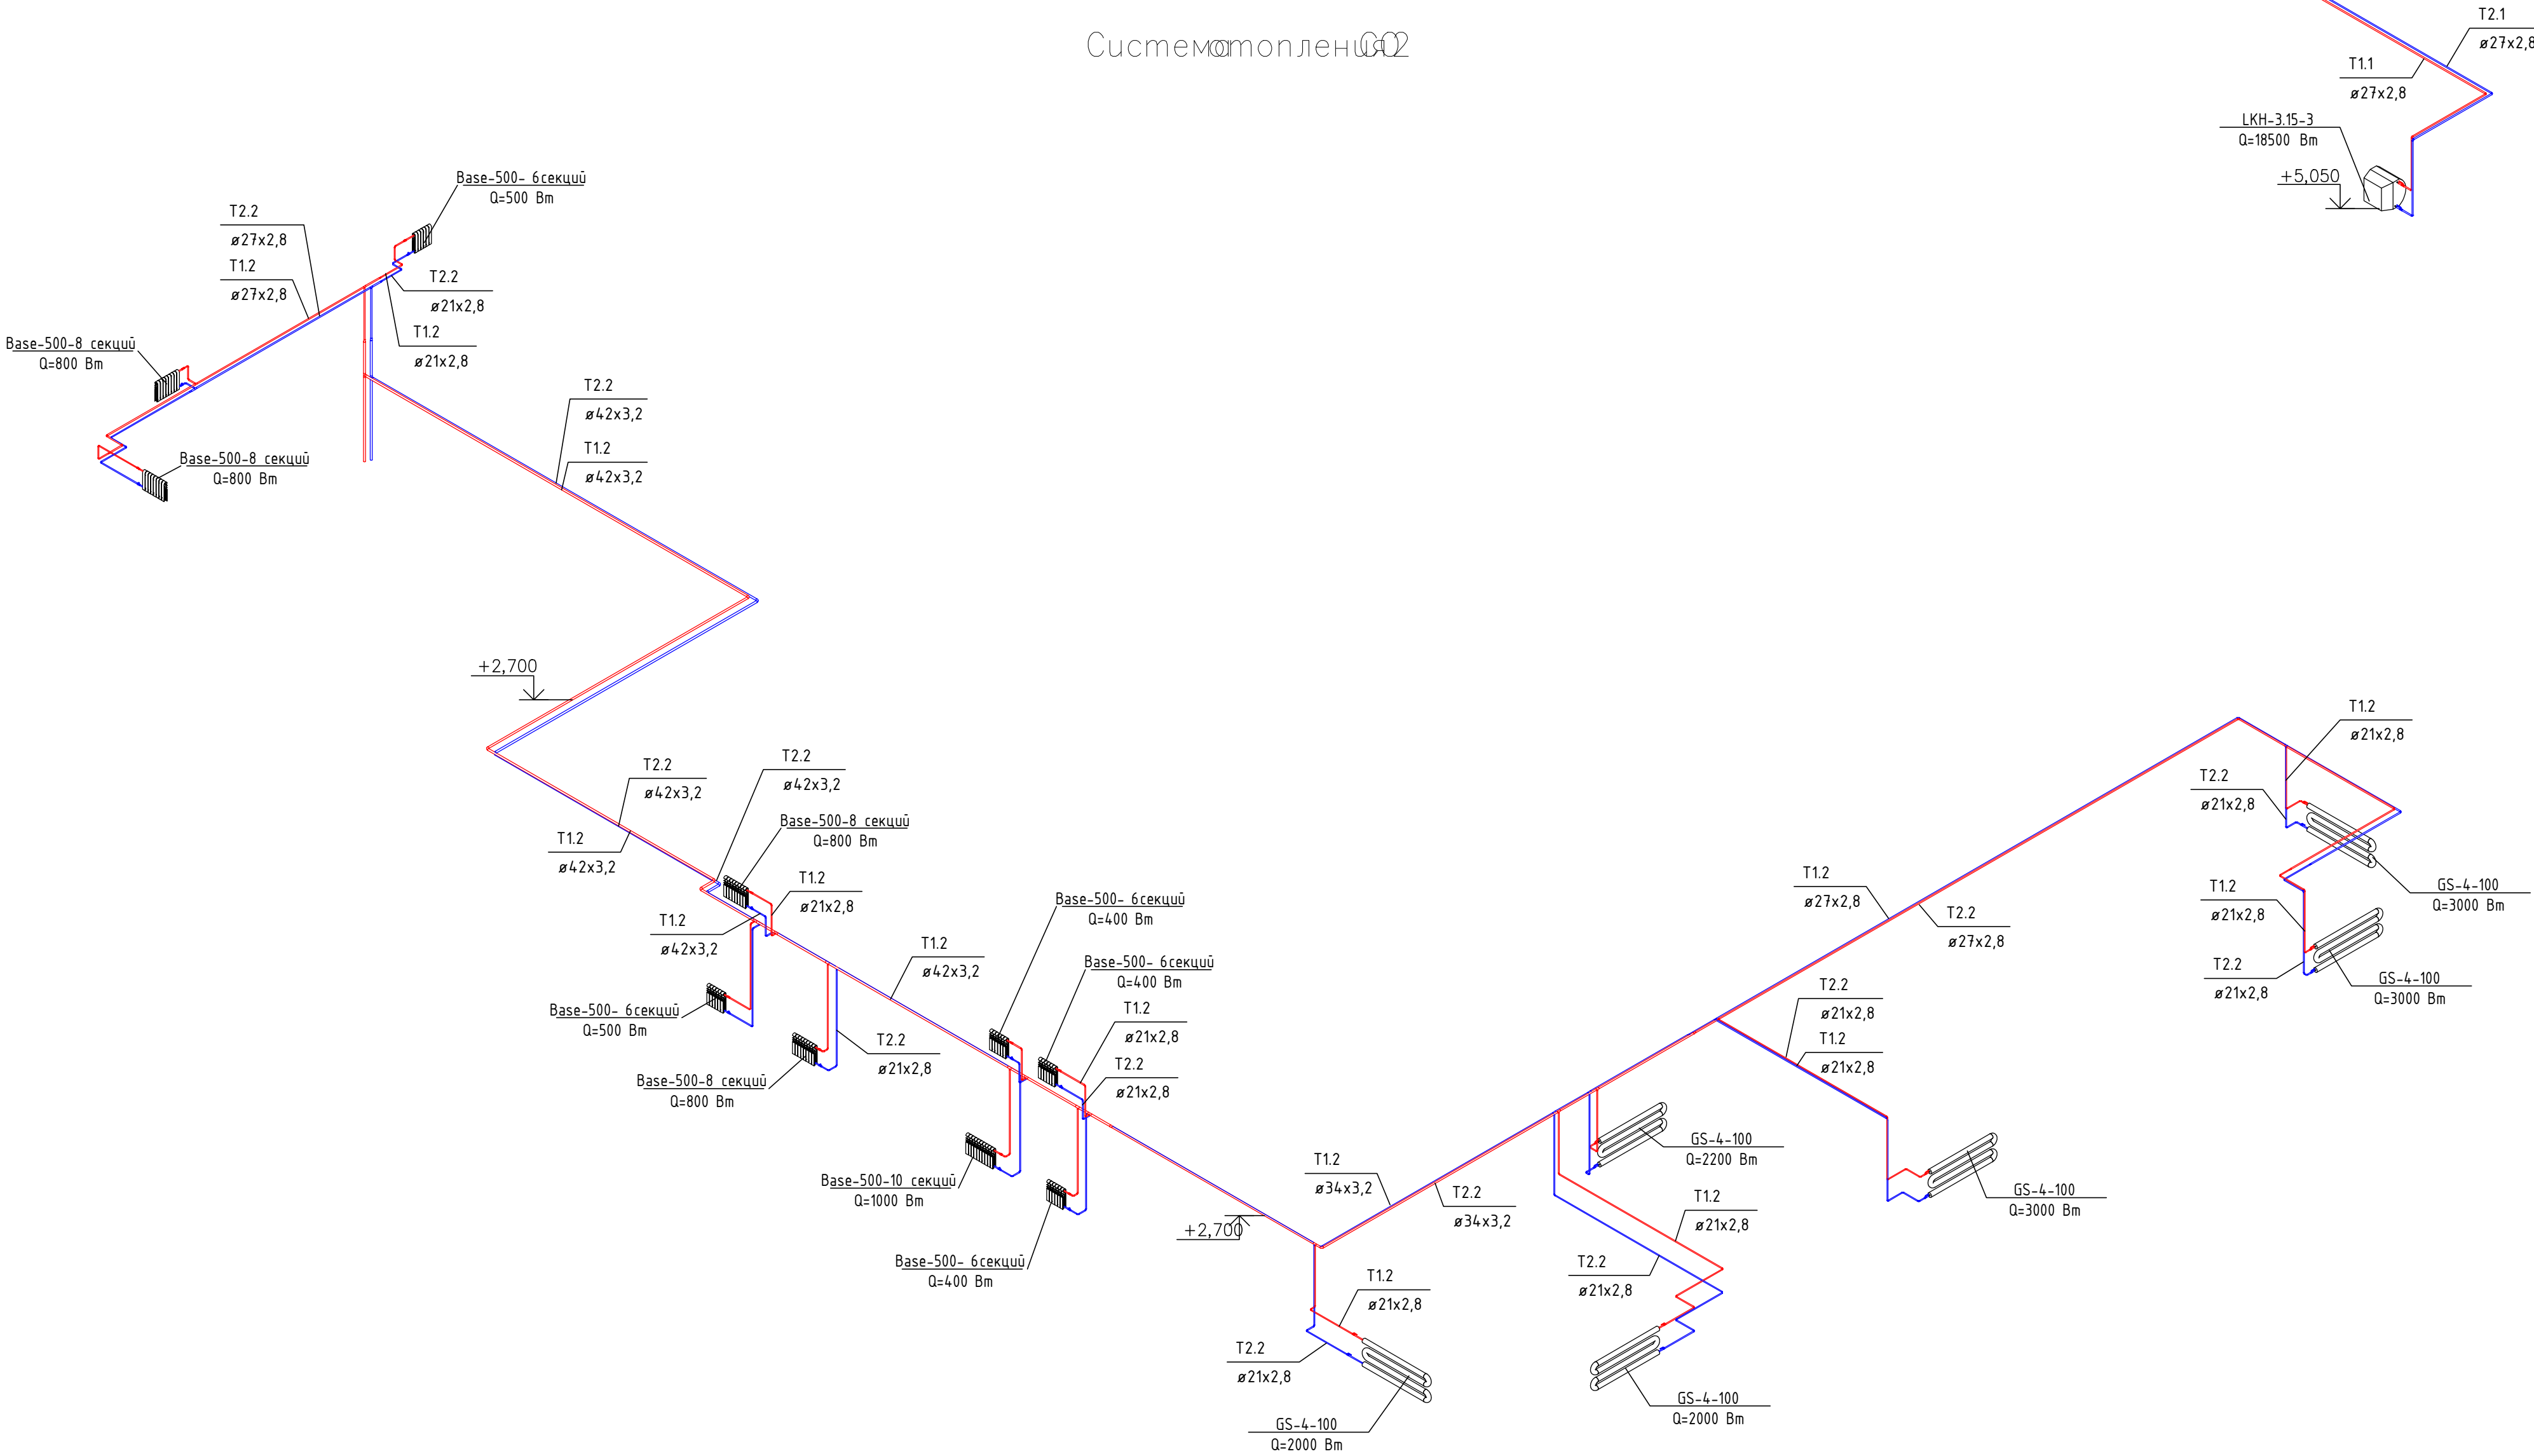 Система отопления СО2
T2.1
ø27x2,8
T1.1
ø27x2,8
LKH-3.15-3
Q=18500 Вт
+5,050
Base-500- 6секций
Q=500 Вт
T2.2
ø27x2,8
T1.2
ø27x2,8
T2.2
ø21x2,8
T1.2
ø21x2,8
Base-500-8 секций
Q=800 Вт
Base-500-8 секций
Q=800 Вт
T2.2
ø42x3,2
T1.2
ø42x3,2
+2,700
T2.2
ø42x3,2
T2.2
ø42x3,2
T1.2
ø42x3,2
Base-500-8 секций
Q=800 Вт
T1.2
ø21x2,8
T1.2
ø42x3,2
T1.2
ø42x3,2
Base-500- 6секций
Q=500 Вт
Base-500-8 секций
Q=800 Вт
T2.2
ø21x2,8
Base-500- 6секций
Q=400 Вт
Base-500- 6секций
Q=400 Вт
T1.2
ø21x2,8
T2.2
ø21x2,8
Base-500-10 секций
Q=1000 Вт
Base-500- 6секций
Q=400 Вт
+2,700
T1.2
ø34x3,2
T2.2
ø34x3,2
T1.2
ø21x2,8
T2.2
ø21x2,8
GS-4-100
Q=2000 Вт
GS-4-100
Q=2200 Вт
T1.2
ø21x2,8
T2.2
ø21x2,8
GS-4-100
Q=2000 Вт
T1.2
ø27x2,8
T2.2
ø27x2,8
T2.2
ø21x2,8
T1.2
ø21x2,8
GS-4-100
Q=3000 Вт
T1.2
ø21x2,8
T2.2
ø21x2,8
GS-4-100
Q=3000 Вт
T1.2
ø21x2,8
T2.2
ø21x2,8
GS-4-100
Q=3000 Вт